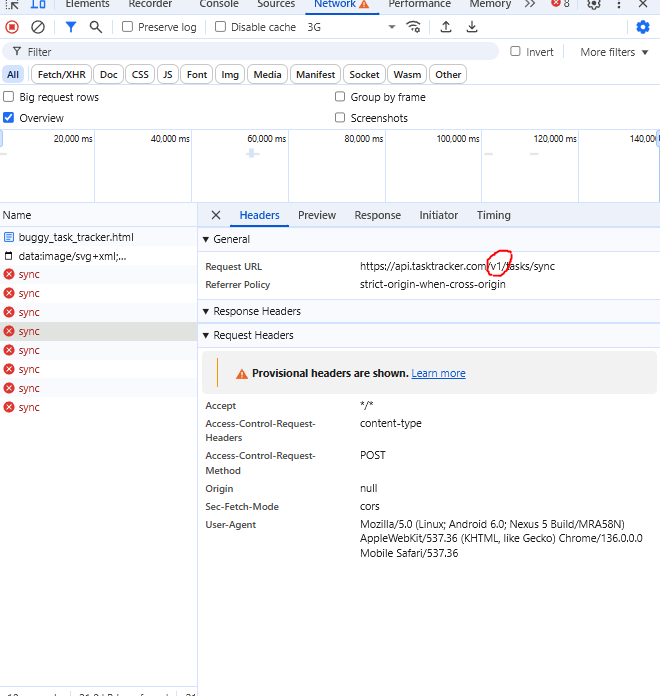 Elements Recorder Console Sources Network Performance Memory 8
Preserve log Disable cache 3G
Filter Invert More filters
All Fetch/XHR Doc CSS JS Font Img Media Manifest Socket Wasm Other
Big request rows Group by frame
Overview Screenshots
20,000 ms 40,000 ms 60,000 ms 80,000 ms 100,000 ms 120,000 ms 140,000
Name Headers Preview Response Initiator Timing
buggy_task_tracker.html
data:image/svg+xml;...
sync
sync
sync
sync
sync
sync
sync
sync
General
Request URL https://api.tasktracker.com/v1/tasks/sync
Referrer Policy strict-origin-when-cross-origin
Response Headers
Request Headers
Provisional headers are shown. Learn more
Accept */*
Access-Control-Request-
Headers content-type
Access-Control-Request-
Method POST
Origin null
Sec-Fetch-Mode cors
User-Agent Mozilla/5.0 (Linux; Android 6.0; Nexus 5 Build/MRA58N)
AppleWebKit/537.36 (KHTML, like Gecko) Chrome/136.0.0.0
Mobile Safari/537.36